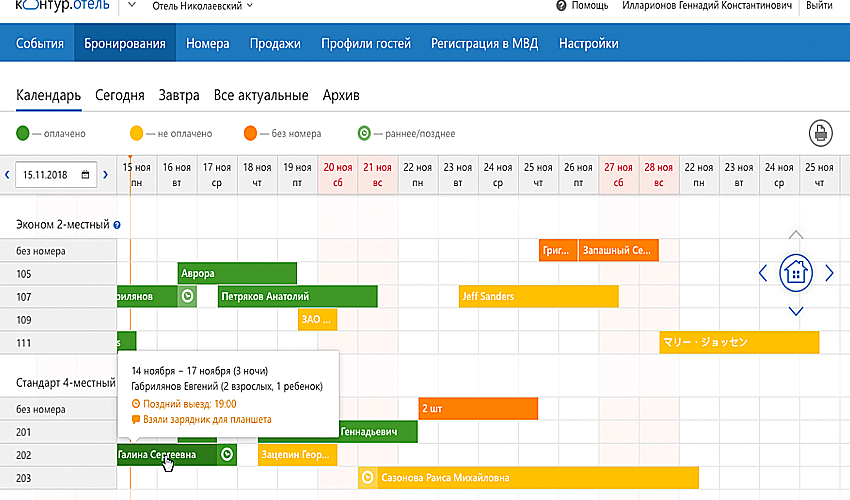 контур.отель
Отель Николаевский
Помощь
Илларионов Геннадий Константинович
Выйти
События Бронирования Номера Продажи Профили гостей Регистрация в МВД Настройки
Календарь Сегодня Завтра Все актуальные Архив
— оплачено — не оплачено — без номера — раннее/позднее
15.11.2018
15 ноя 16 ноя 17 ноя 18 ноя 19 ноя 20 ноя 21 ноя 22 ноя 23 ноя 24 ноя 25 ноя 26 ноя 27 ноя 28 ноя 22 ноя 23 ноя 24 ноя 25 ноя
пн вт ср чт пт сб вс пн вт ср чт пт сб вс пн вт ср чт
Эконом 2-местный
без номера Григ... Запашный Се...
105 Аврора
107 рилянов Петряков Анатолий Jeff Sanders
109 ЗАО ...
111 s マリー・ジョッセン
14 ноября – 17 ноября (3 ночи)
Габрилянов Евгений (2 взрослых, 1 ребенок)
Поздний выезд: 19:00
Взяли зарядник для планшета
Стандарт 4-местный
без номера 2 шт
201 Геннадьевич
202 Галина Сергеевна Зацепин Геор...
203 Сазонова Раиса Михайловна